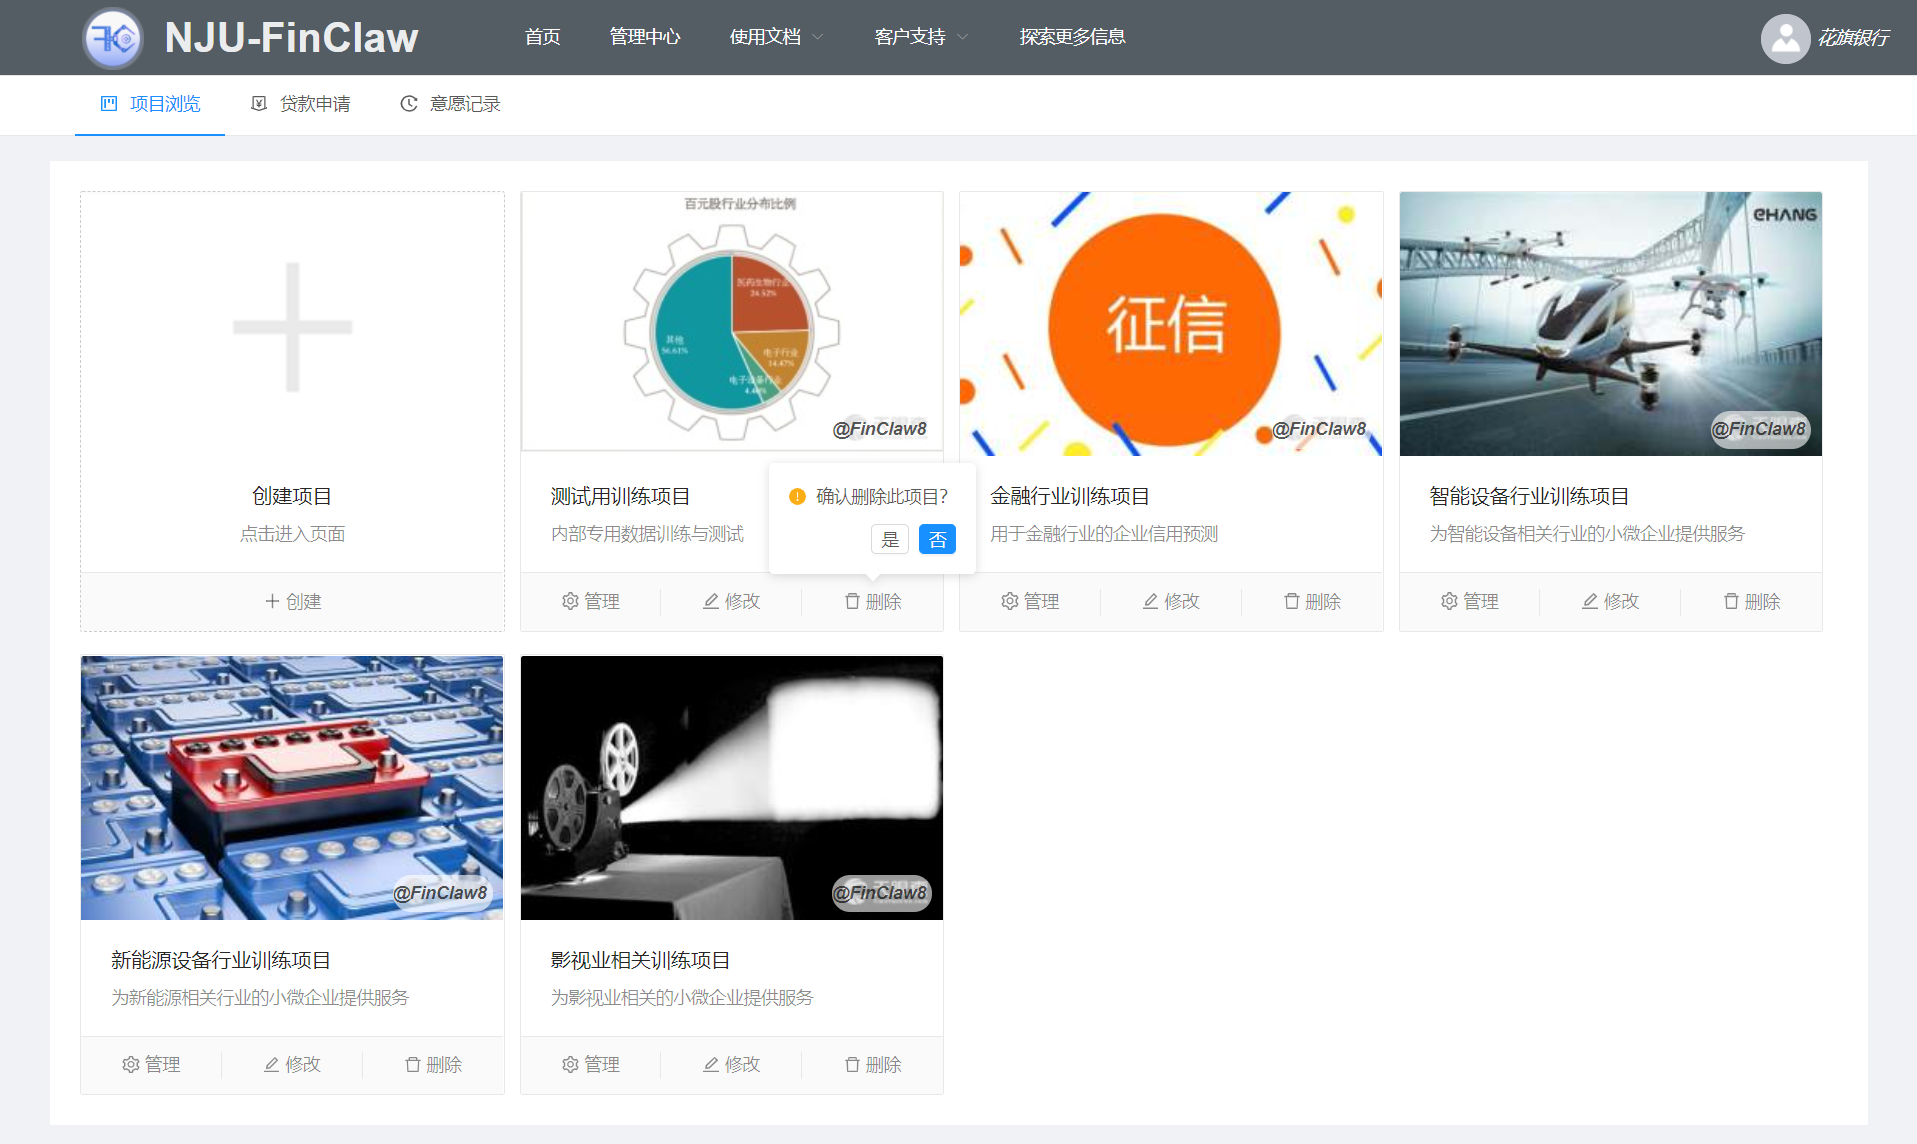 NJU-FinClaw
首页
管理中心
使用文档
客户支持
探索更多信息
花旗银行
项目浏览
贷款申请
意愿记录
百元股行业分布比例
医药生物行业
24.52%
其他
56.61%
电子行业
14.47%
电子设备行业
@FinClaw8
征信
@FinClaw8
EHANG
@FinClaw8
创建项目
点击进入页面
创建
测试用训练项目
内部专用数据训练与测试
确认删除此项目?
是
否
管理
修改
删除
金融行业训练项目
用于金融行业的企业信用预测
管理
修改
删除
智能设备行业训练项目
为智能设备相关行业的小微企业提供服务
管理
修改
删除
@FinClaw8
新能源设备行业训练项目
为新能源相关行业的小微企业提供服务
管理
修改
删除
@FinClaw8
影视业相关训练项目
为影视业相关的小微企业提供服务
管理
修改
删除